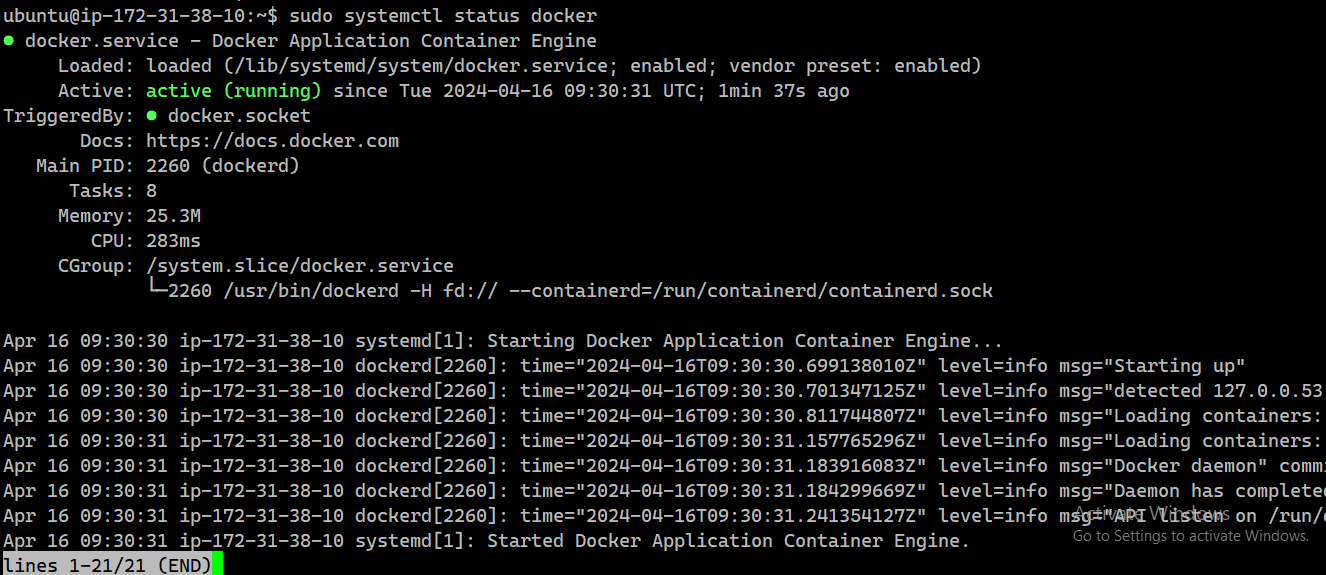 ubuntu@ip-172-31-38-10:~$ sudo systemctl status docker
● docker.service - Docker Application Container Engine
     Loaded: loaded (/lib/systemd/system/docker.service; enabled; vendor preset: enabled)
     Active: active (running) since Tue 2024-04-16 09:30:31 UTC; 1min 37s ago
TriggeredBy: ● docker.socket
       Docs: https://docs.docker.com
   Main PID: 2260 (dockerd)
      Tasks: 8
     Memory: 25.3M
        CPU: 283ms
     CGroup: /system.slice/docker.service
             └─2260 /usr/bin/dockerd -H fd:// --containerd=/run/containerd/containerd.sock
Apr 16 09:30:30 ip-172-31-38-10 systemd[1]: Starting Docker Application Container Engine...
Apr 16 09:30:30 ip-172-31-38-10 dockerd[2260]: time="2024-04-16T09:30:30.699138010Z" level=info msg="Starting up"
Apr 16 09:30:30 ip-172-31-38-10 dockerd[2260]: time="2024-04-16T09:30:30.701347125Z" level=info msg="detected 127.0.0.53
Apr 16 09:30:30 ip-172-31-38-10 dockerd[2260]: time="2024-04-16T09:30:30.811744807Z" level=info msg="Loading containers:
Apr 16 09:30:31 ip-172-31-38-10 dockerd[2260]: time="2024-04-16T09:30:31.157765296Z" level=info msg="Loading containers:
Apr 16 09:30:31 ip-172-31-38-10 dockerd[2260]: time="2024-04-16T09:30:31.183916083Z" level=info msg="Docker daemon" commi
Apr 16 09:30:31 ip-172-31-38-10 dockerd[2260]: time="2024-04-16T09:30:31.184299669Z" level=info msg="Daemon has completed
Apr 16 09:30:31 ip-172-31-38-10 dockerd[2260]: time="2024-04-16T09:30:31.241354127Z" level=info msg="API listen on /run/d
Apr 16 09:30:31 ip-172-31-38-10 systemd[1]: Started Docker Application Container Engine.
lines 1-21/21 (END)
Activate Windows
Go to Settings to activate Windows.